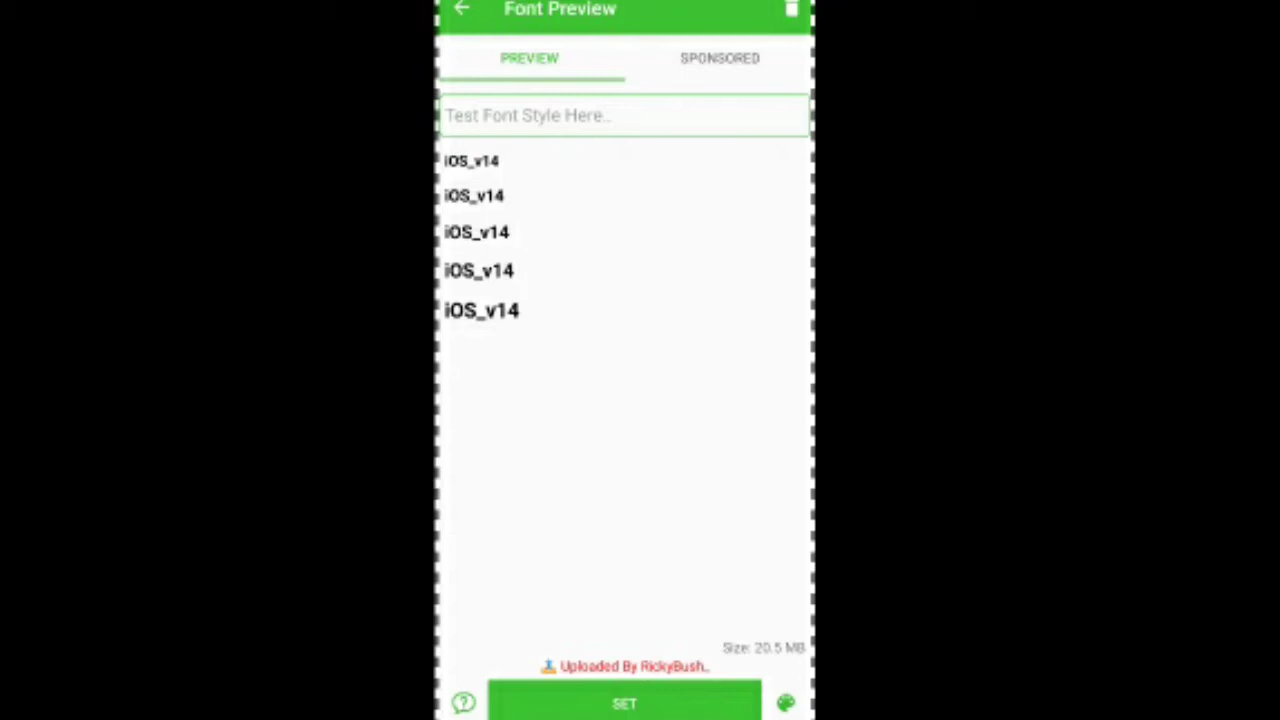 Font Preview
PREVIEW
SPONSORED
Test Font Style Here..
iOS_v14
iOS_v14
iOS_v14
iOS_v14
iOS_v14
Size: 20.5 MB
Uploaded By RickyBush..
SET